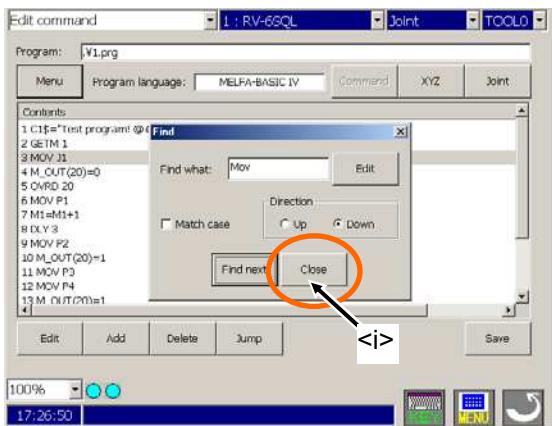 Edit command 1 : RV-6SQL Joint TOOL0
Program: .¥1.prg
Menu Program language: MELFA-BASIC IV Command XYZ Joint
Contents
1 C1$="Test program! @
2 GETM 1
3 MOV J1
4 M_OUT(20)=0
5 OVRD 20
6 MOV P1
7 M1=M1+1
8 DLY 3
9 MOV P2
10 M_OUT(20)=1
11 MOV P3
12 MOV P4
13 M_OUT(20)=1
Find
Find what: Mov Edit
Direction
Match case Up Down
Find next Close
<i>
Edit Add Delete Jump Save
100%
17:26:50 KEY MENU